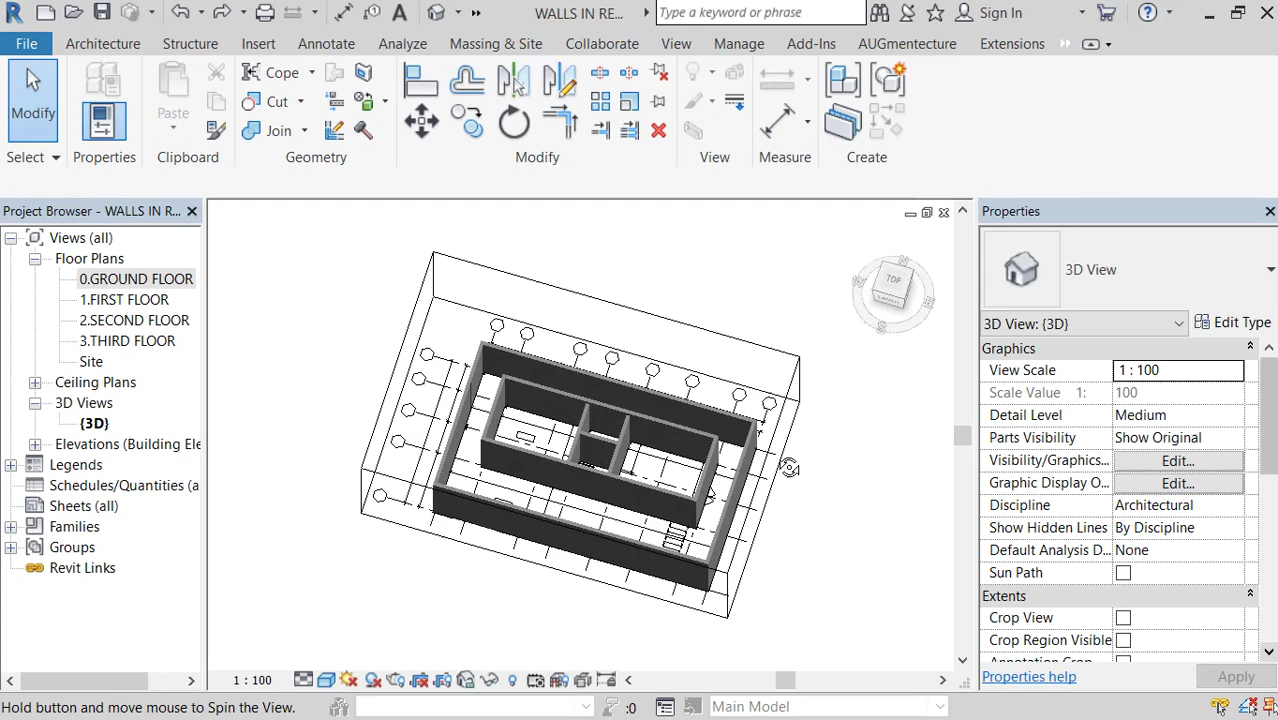 WALLS IN RE...
Type a keyword or phrase
Sign In
File Architecture Structure Insert Annotate Analyze Massing & Site Collaborate View Manage Add-Ins AUGmenture Extensions
Modify
Select
Properties
Paste
Clipboard
Cope
Cut
Join
Geometry
Modify
View
Measure
Create
Project Browser - WALLS IN R...
Views (all)
Floor Plans
0.GROUND FLOOR
1.FIRST FLOOR
2.SECOND FLOOR
3.THIRD FLOOR
Site
Ceiling Plans
3D Views
{3D}
Elevations (Building Ele
Legends
Schedules/Quantities (a
Sheets (all)
Families
Groups
Revit Links
TOP
Properties
3D View
3D View: {3D} Edit Type
Graphics
View Scale 1 : 100
Scale Value 1: 100
Detail Level Medium
Parts Visibility Show Original
Visibility/Graphics... Edit...
Graphic Display O... Edit...
Discipline Architectural
Show Hidden Lines By Discipline
Default Analysis D... None
Sun Path
Extents
Crop View
Crop Region Visible
Properties help Apply
1 : 100
Hold button and move mouse to Spin the View.
:0
Main Model